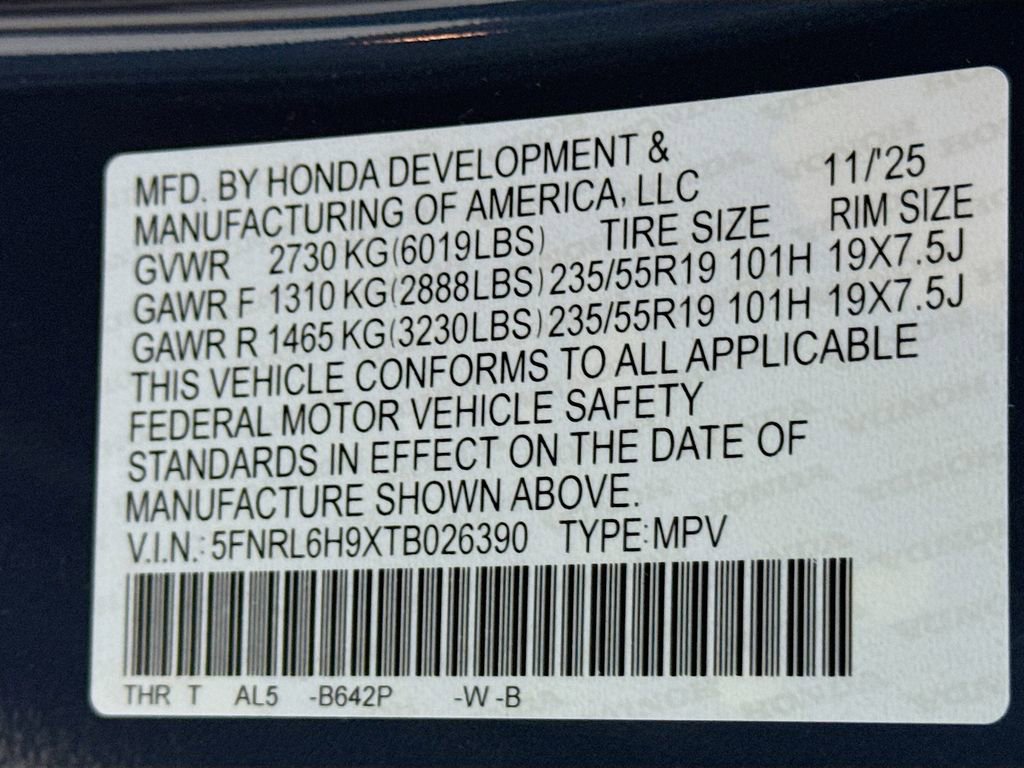 MFD. BY HONDA DEVELOPMENT & 11/'25
MANUFACTURING OF AMERICA, LLC
GVWR 2730 KG(6019LBS) TIRE SIZE RIM SIZE
GAWR F 1310 KG(2888LBS) 235/55R19 101H 19X7.5J
GAWR R 1465 KG(3230LBS) 235/55R19 101H 19X7.5J
THIS VEHICLE CONFORMS TO ALL APPLICABLE
FEDERAL MOTOR VEHICLE SAFETY
STANDARDS IN EFFECT ON THE DATE OF
MANUFACTURE SHOWN ABOVE.
V.I.N.: 5FNRL6H9XTB026390 TYPE:MPV
THR T AL5 -B642P -W -B